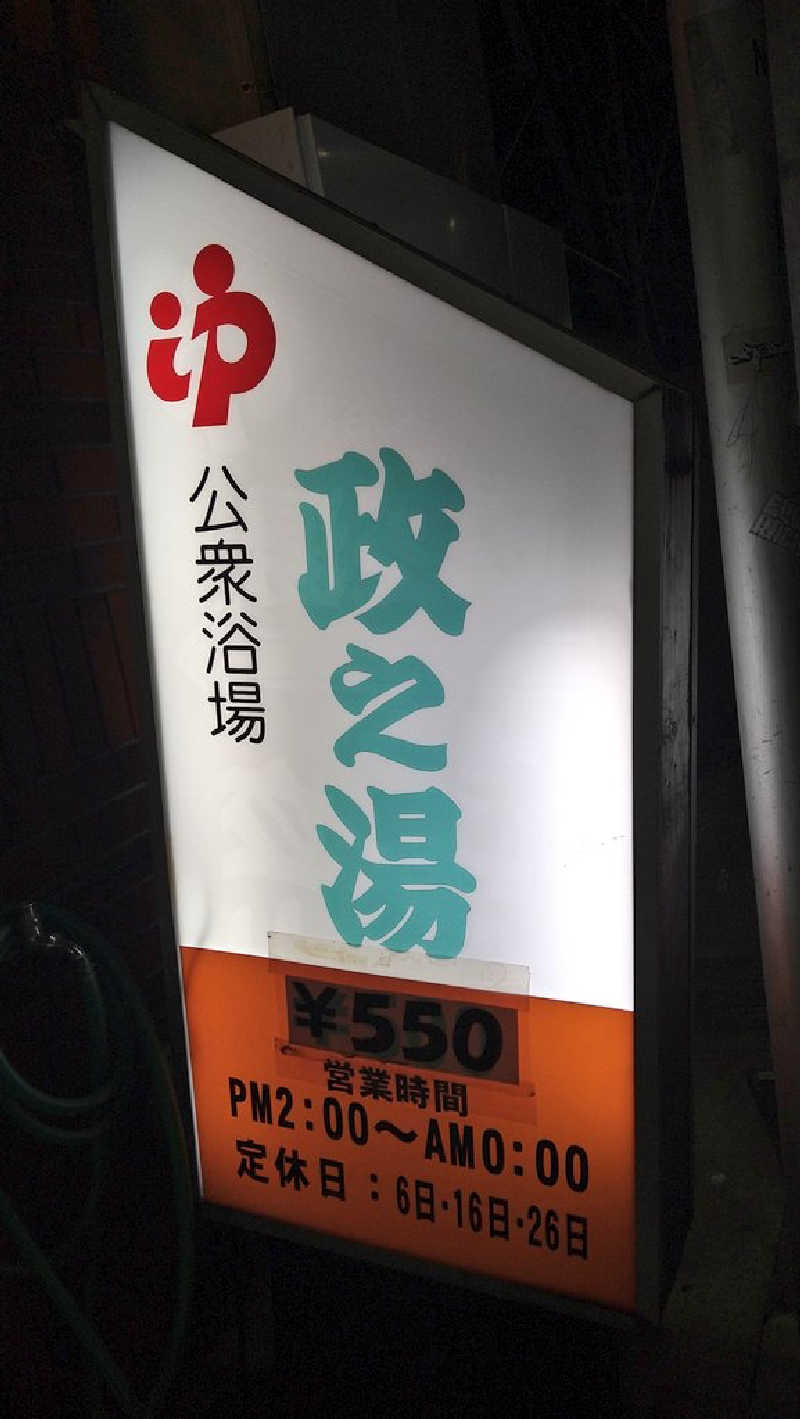 ゆ
公衆浴場
政之湯
¥550
営業時間
PM2:00～AM0:00
定休日：6日・16日・26日